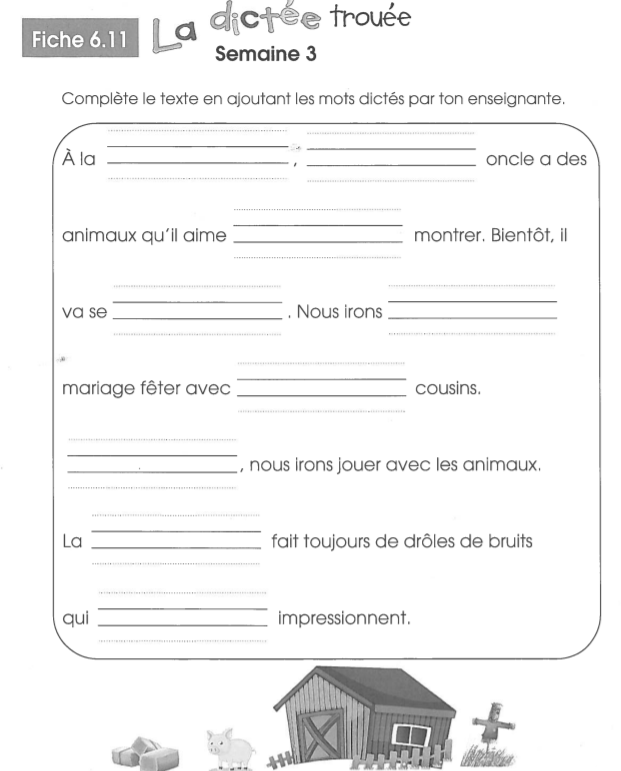 Fiche 6.11
La dictée trouée
Semaine 3
Complète le texte en ajoutant les mots dictés par ton enseignante.
À la , oncle a des
animaux qu'il aime montrer. Bientôt, il
va se . Nous irons
mariage fêter avec cousins.
, nous irons jouer avec les animaux.
La fait toujours de drôles de bruits
qui impressionnent.